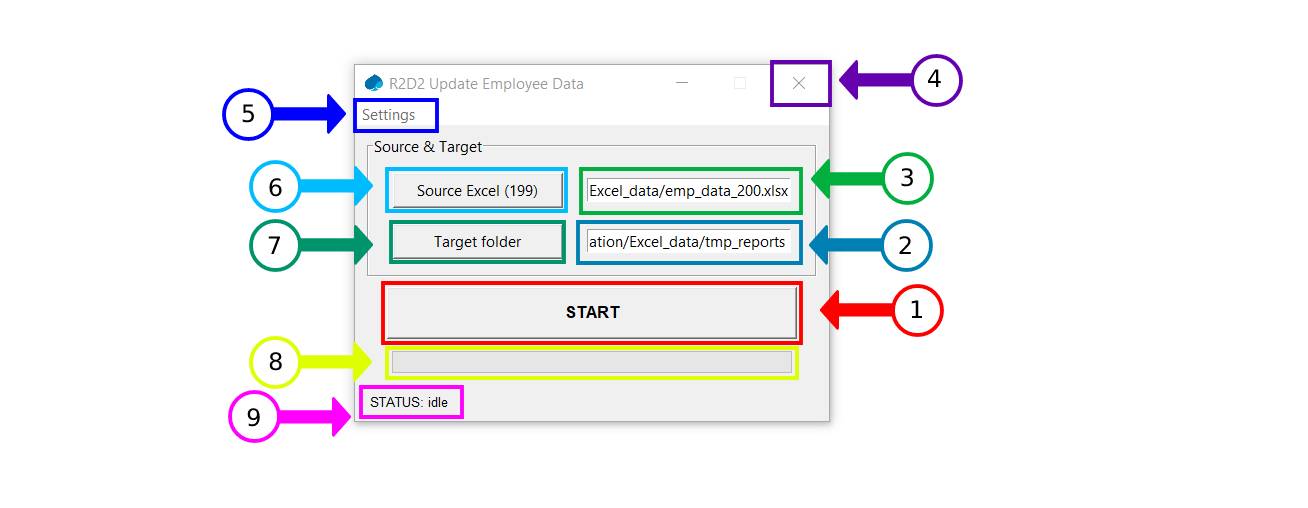 R2D2 Update Employee Data
4
5
Settings
Source & Target
6
Source Excel (199)
Excel_data/emp_data_200.xlsx
3
7
Target folder
ation/Excel_data/tmp_reports
2
START
1
8
9
STATUS: idle